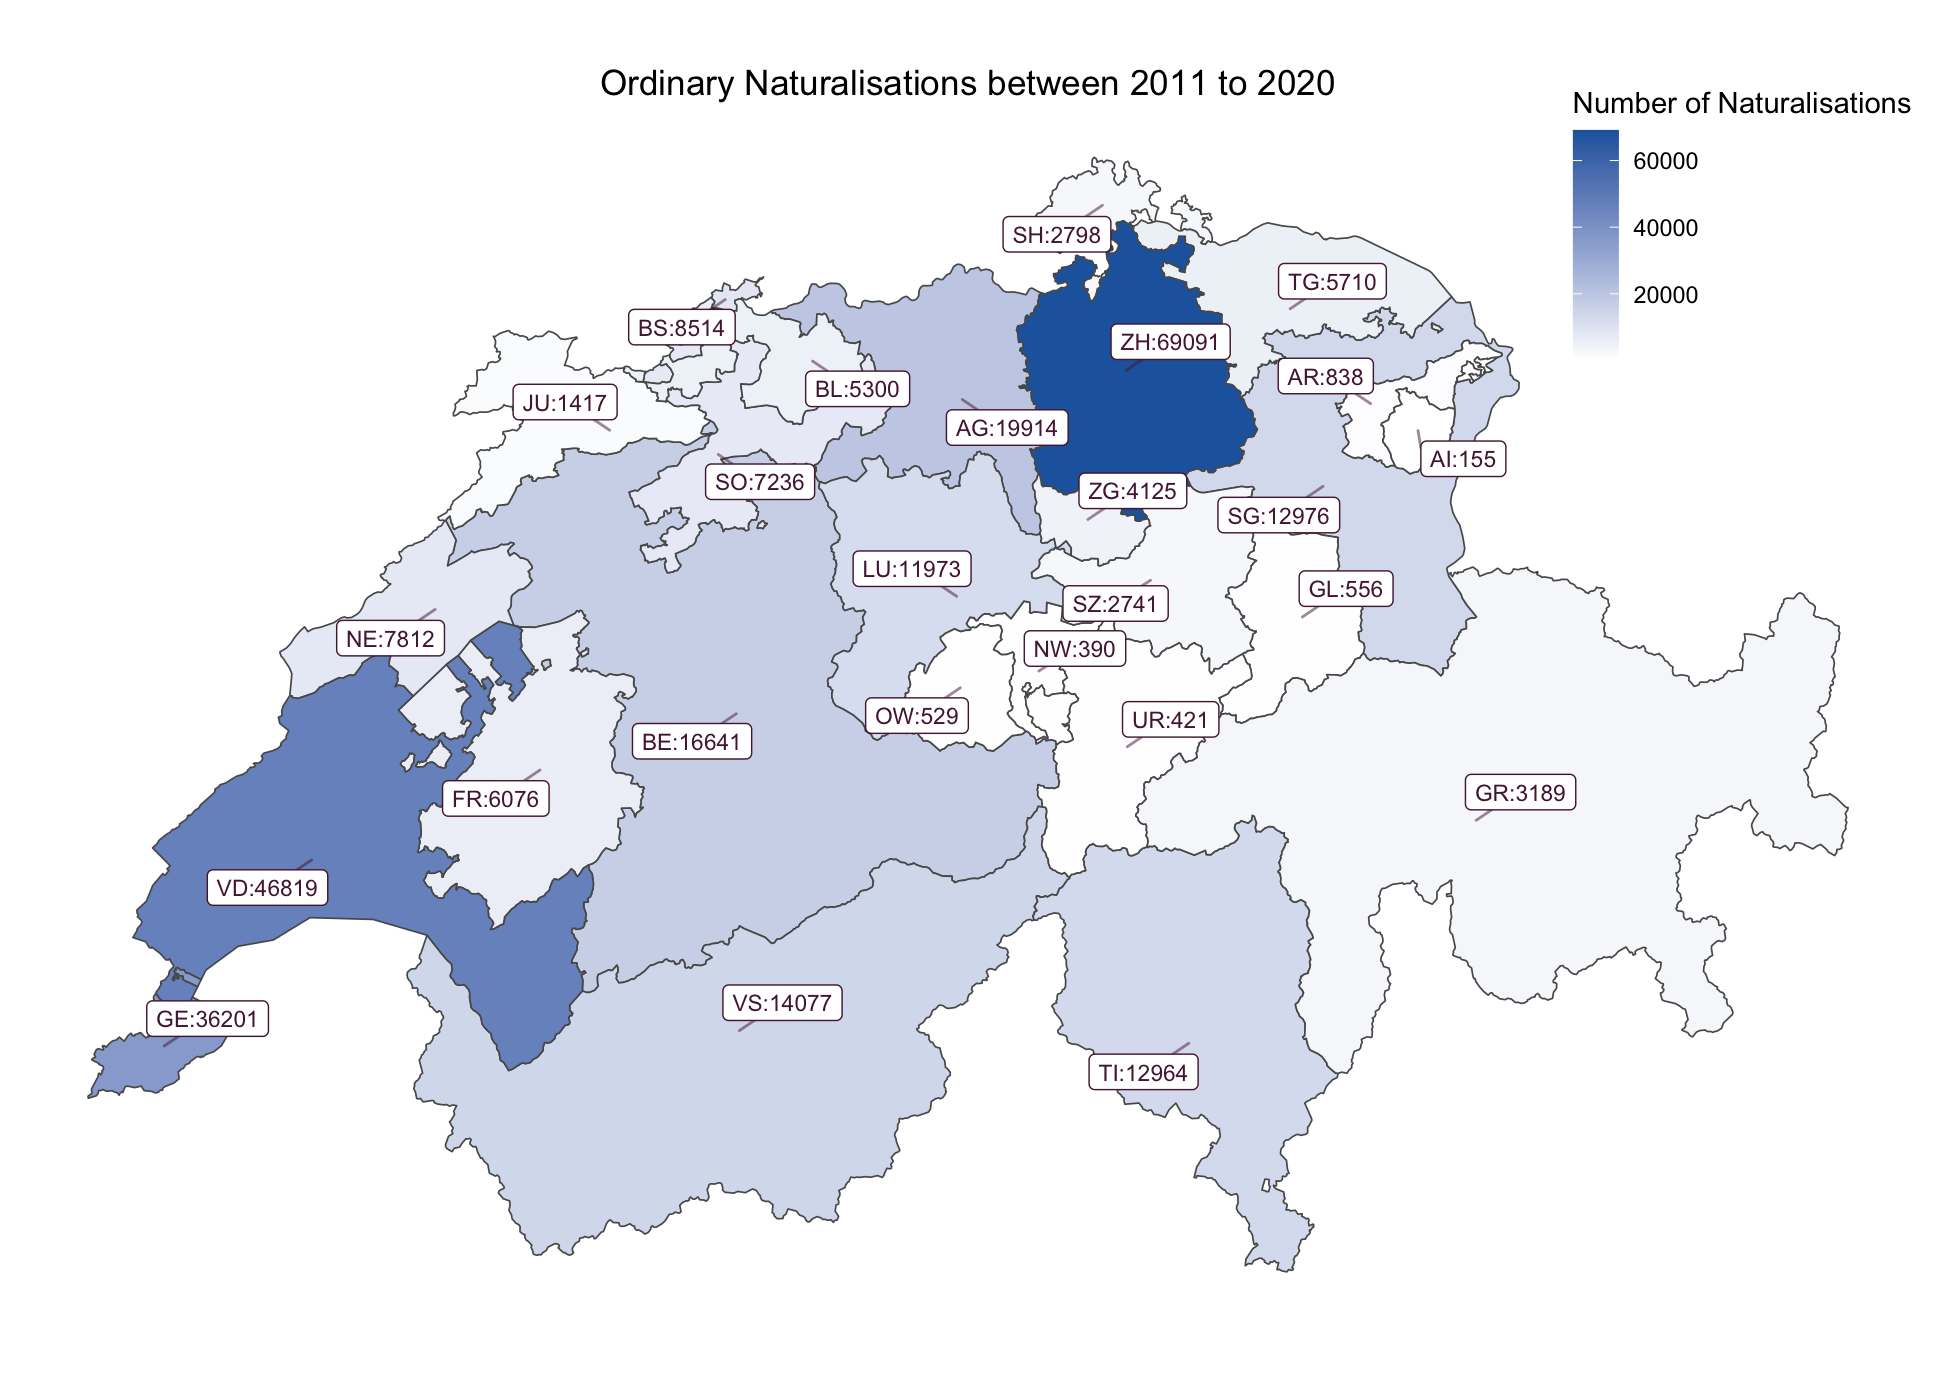 Ordinary Naturalisations between 2011 to 2020
Number of Naturalisations
60000
40000
20000
SH:2798
TG:5710
BS:8514
ZH:69091
AR:838
BL:5300
JU:1417
AG:19914
AI:155
SO:7236
ZG:4125
SG:12976
LU:11973
GL:556
SZ:2741
NE:7812
NW:390
OW:529
UR:421
BE:16641
GR:3189
FR:6076
VD:46819
VS:14077
GE:36201
TI:12964